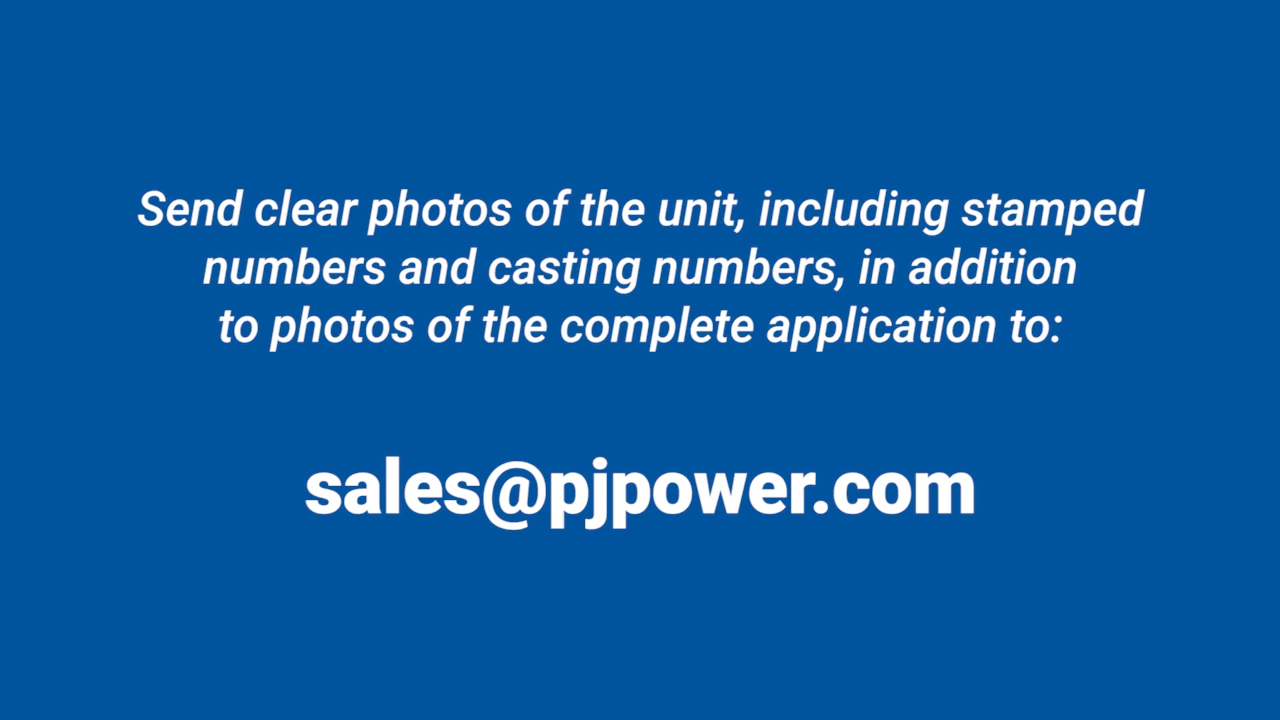 Send clear photos of the unit, including stamped
numbers and casting numbers, in addition
to photos of the complete application to:
sales@pjpower.com